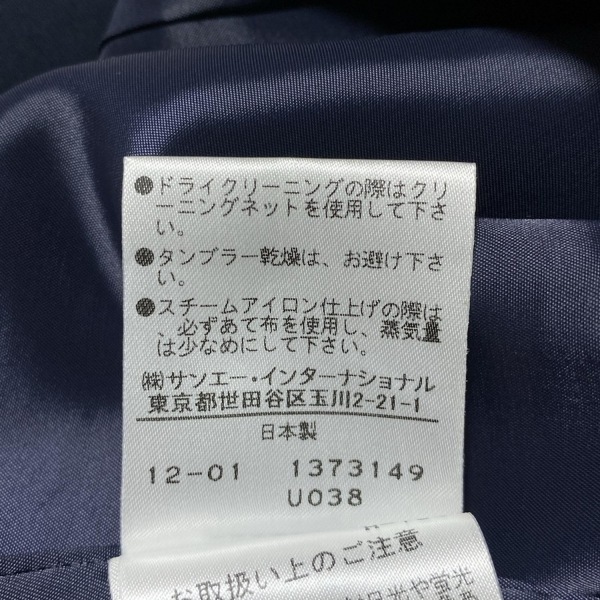 ●ドライクリーニングの際はクリ
ーニングネットを使用して下さ
い。
●タンブラー乾燥は、お避け下さ
い。
●スチームアイロン仕上げの際は
、必ずあて布を使用し、蒸気量
は少なめにして下さい。
㈱サンエー・インターナショナル
東京都世田谷区玉川2-21-1
日本製
12-01 1373149
U038
お取扱い上のご注意
日光や蛍光